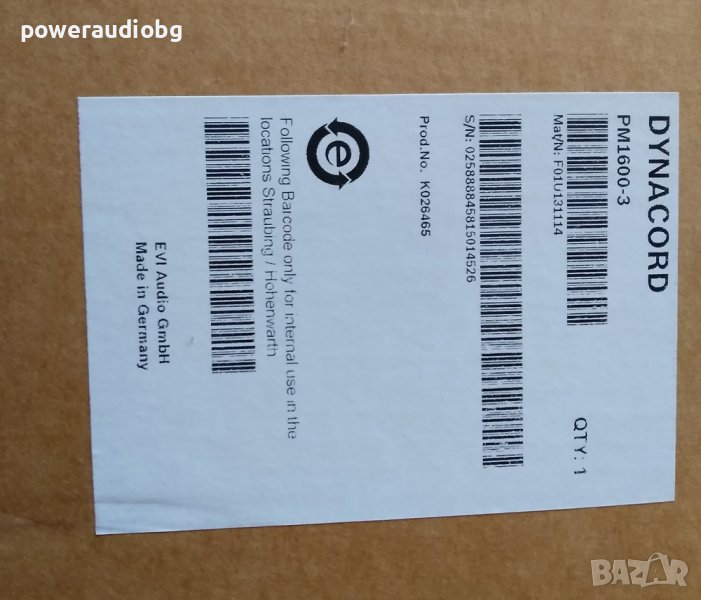 poweraudiobg
DYNACORD
PM1600-3
Mat/N: F01U131114
QTY: 1
S/N: 025888845815014526
Prod.No. K026465
e
Following Barcode only for internal use in the
locations Straubing / Hohenwarth
EVI Audio GmbH
Made in Germany
BAZAR